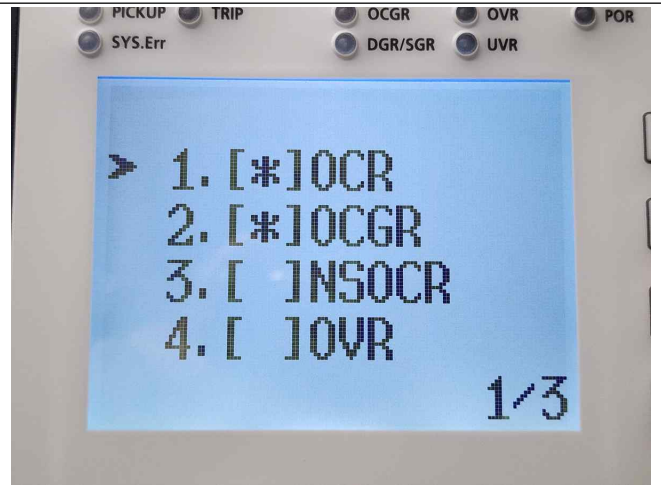 PICKUP TRIP OCGR OVR POR
SYS.Err DGR/SGR UVR
> 1.[*]OCR
2.[*]OCGR
3.[ ]NSOCR
4.[ ]OVR
1/3